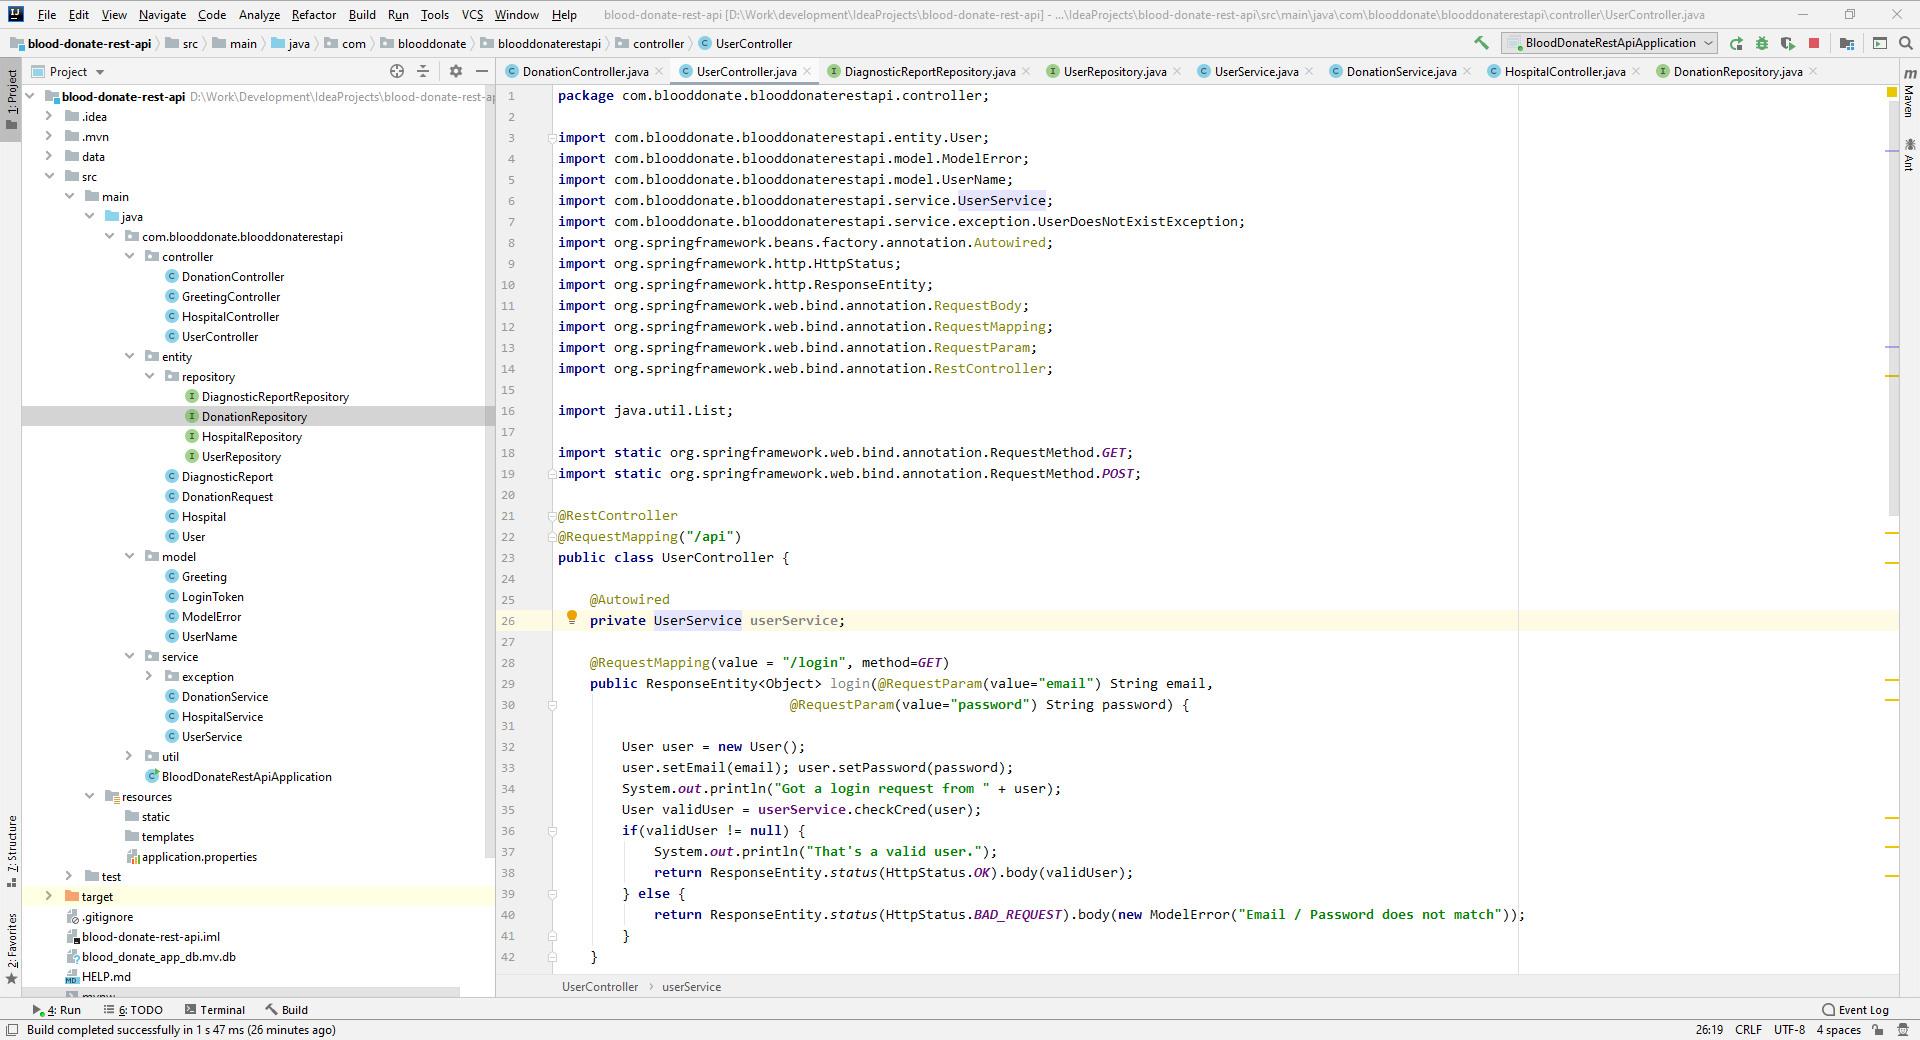 File Edit View Navigate Code Analyze Refactor Build Run Tools VCS Window Help blood-donate-rest-api [D:\Work\development\IdeaProjects\blood-donate-rest-api] - ...\IdeaProjects\blood-donate-rest-api\src\main\java\com\blooddonate\blooddonaterestapi\controller\UserController.java
blood-donate-rest-api src main java com blooddonate blooddonaterestapi controller UserController BloodDonateRestApiApplication
Project
DonationController.java UserController.java DiagnosticReportRepository.java UserRepository.java UserService.java DonationService.java HospitalController.java DonationRepository.java
1: Project
7: Structure
2: Favorites
blood-donate-rest-api D:\Work\Development\IdeaProjects\blood-donate-rest-ap
.idea
.mvn
data
src
main
java
com.blooddonate.blooddonaterestapi
controller
DonationController
GreetingController
HospitalController
UserController
entity
repository
DiagnosticReportRepository
DonationRepository
HospitalRepository
UserRepository
DiagnosticReport
DonationRequest
Hospital
User
model
Greeting
LoginToken
ModelError
UserName
service
exception
DonationService
HospitalService
UserService
util
BloodDonateRestApiApplication
resources
static
templates
application.properties
test
target
.gitignore
blood-donate-rest-api.iml
blood_donate_app_db.mv.db
HELP.md
mvnw
1 package com.blooddonate.blooddonaterestapi.controller;
2
3 import com.blooddonate.blooddonaterestapi.entity.User;
4 import com.blooddonate.blooddonaterestapi.model.ModelError;
5 import com.blooddonate.blooddonaterestapi.model.UserName;
6 import com.blooddonate.blooddonaterestapi.service.UserService;
7 import com.blooddonate.blooddonaterestapi.service.exception.UserDoesNotExistException;
8 import org.springframework.beans.factory.annotation.Autowired;
9 import org.springframework.http.HttpStatus;
10 import org.springframework.http.ResponseEntity;
11 import org.springframework.web.bind.annotation.RequestBody;
12 import org.springframework.web.bind.annotation.RequestMapping;
13 import org.springframework.web.bind.annotation.RequestParam;
14 import org.springframework.web.bind.annotation.RestController;
15
16 import java.util.List;
17
18 import static org.springframework.web.bind.annotation.RequestMethod.GET;
19 import static org.springframework.web.bind.annotation.RequestMethod.POST;
20
21 @RestController
22 @RequestMapping("/api")
23 public class UserController {
24
25 @Autowired
26 private UserService userService;
27
28 @RequestMapping(value = "/login", method=GET)
29 public ResponseEntity<Object> login(@RequestParam(value="email") String email,
30 @RequestParam(value="password") String password) {
31
32 User user = new User();
33 user.setEmail(email); user.setPassword(password);
34 System.out.println("Got a login request from " + user);
35 User validUser = userService.checkCred(user);
36 if(validUser != null) {
37 System.out.println("That's a valid user.");
38 return ResponseEntity.status(HttpStatus.OK).body(validUser);
39 } else {
40 return ResponseEntity.status(HttpStatus.BAD_REQUEST).body(new ModelError("Email / Password does not match"));
41 }
42 }
UserController userService
m Maven
Ant
4: Run 6: TODO Terminal Build Event Log
Build completed successfully in 1 s 47 ms (26 minutes ago) 26:19 CRLF UTF-8 4 spaces